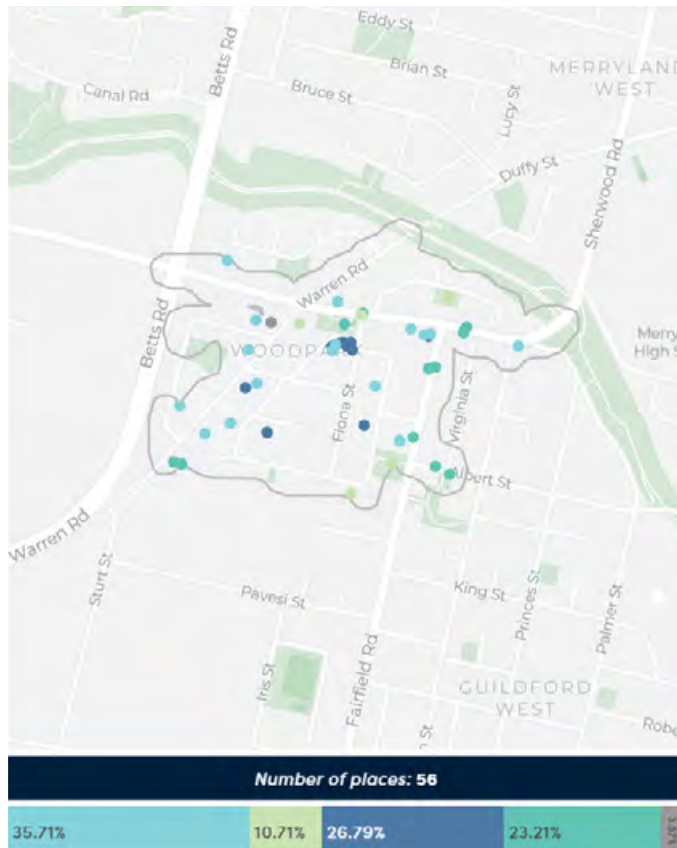 Eddy St
Betts Rd
Brian St
MERRYLAND
WEST
Canal Rd
Bruce St
Lucy St
Duffy St
Sherwood Rd
Warren Rd
Betts Rd
WOODPARK
Merry
High S
Fiona St
Virginia St
Albert St
Warren Rd
Sturt St
Pavesi St
King St
Princes St
Palmer St
Iris St
Fairfield Rd
GUILDFORD
WEST
n St
Robe
Number of places: 56
35.71% 10.71% 26.79% 23.21%